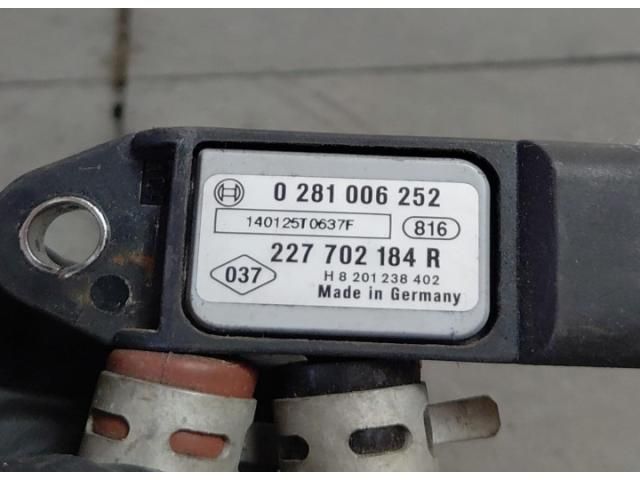 0 281 006 252
140125T0637F 816
227 702 184 R
037 H 8 201 238 402
Made in Germany